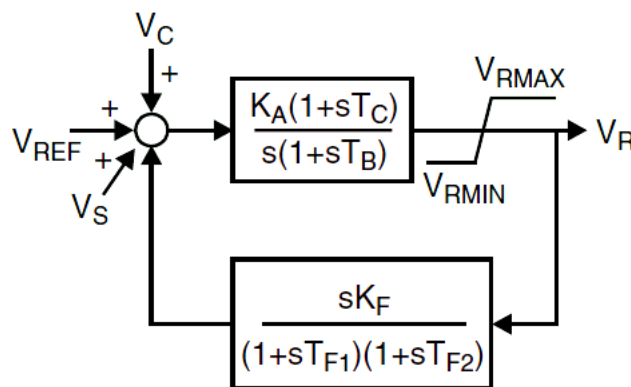 V_C
+
V_REF
+
+
V_S
K_A(1+sT_C)
s(1+sT_B)
V_RMAX
V_RMIN
V_R
sK_F
(1+sT_F1)(1+sT_F2)